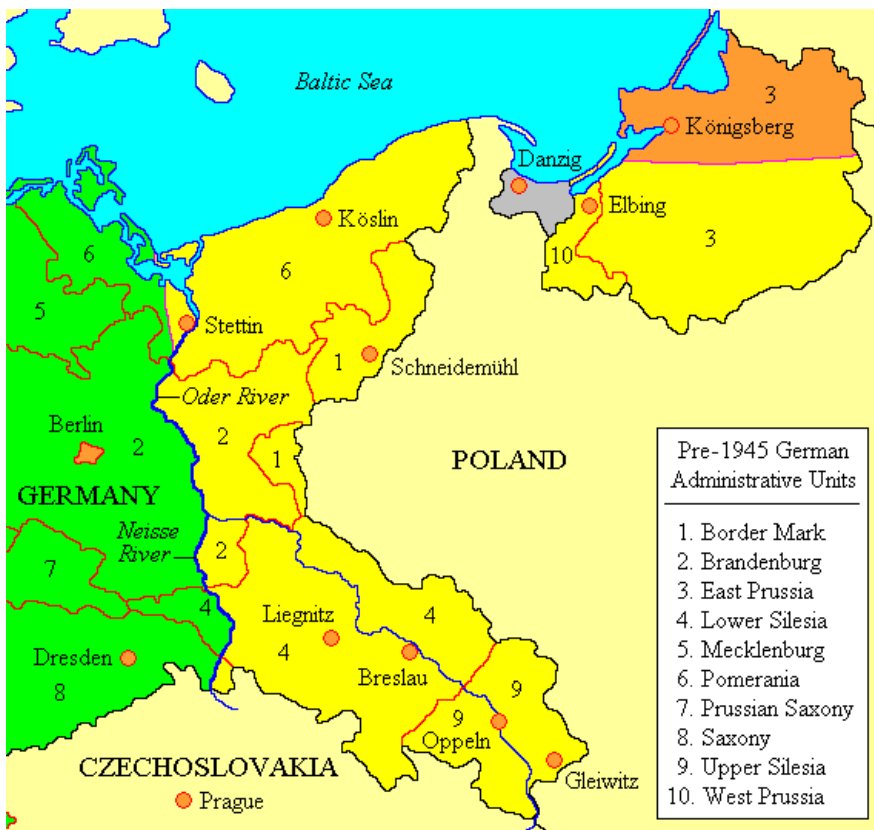 Baltic Sea
3
Königsberg
Danzig
Elbing
Köslin
6
10
3
6
5
Stettin
1
Schneidemühl
Oder River
Berlin
2
2
1
POLAND
GERMANY
Neisse
River
2
7
4
4
Liegnitz
4
Dresden
Breslau
8
9
9
Oppeln
CZECHOSLOVAKIA
Gleiwitz
Prague
Pre-1945 German
Administrative Units
1. Border Mark
2. Brandenburg
3. East Prussia
4. Lower Silesia
5. Mecklenburg
6. Pomerania
7. Prussian Saxony
8. Saxony
9. Upper Silesia
10. West Prussia